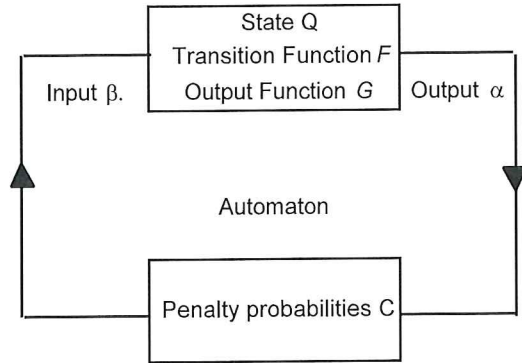 State Q
Transition Function F
Output Function G
Input β.
Output α
Automaton
Penalty probabilities C